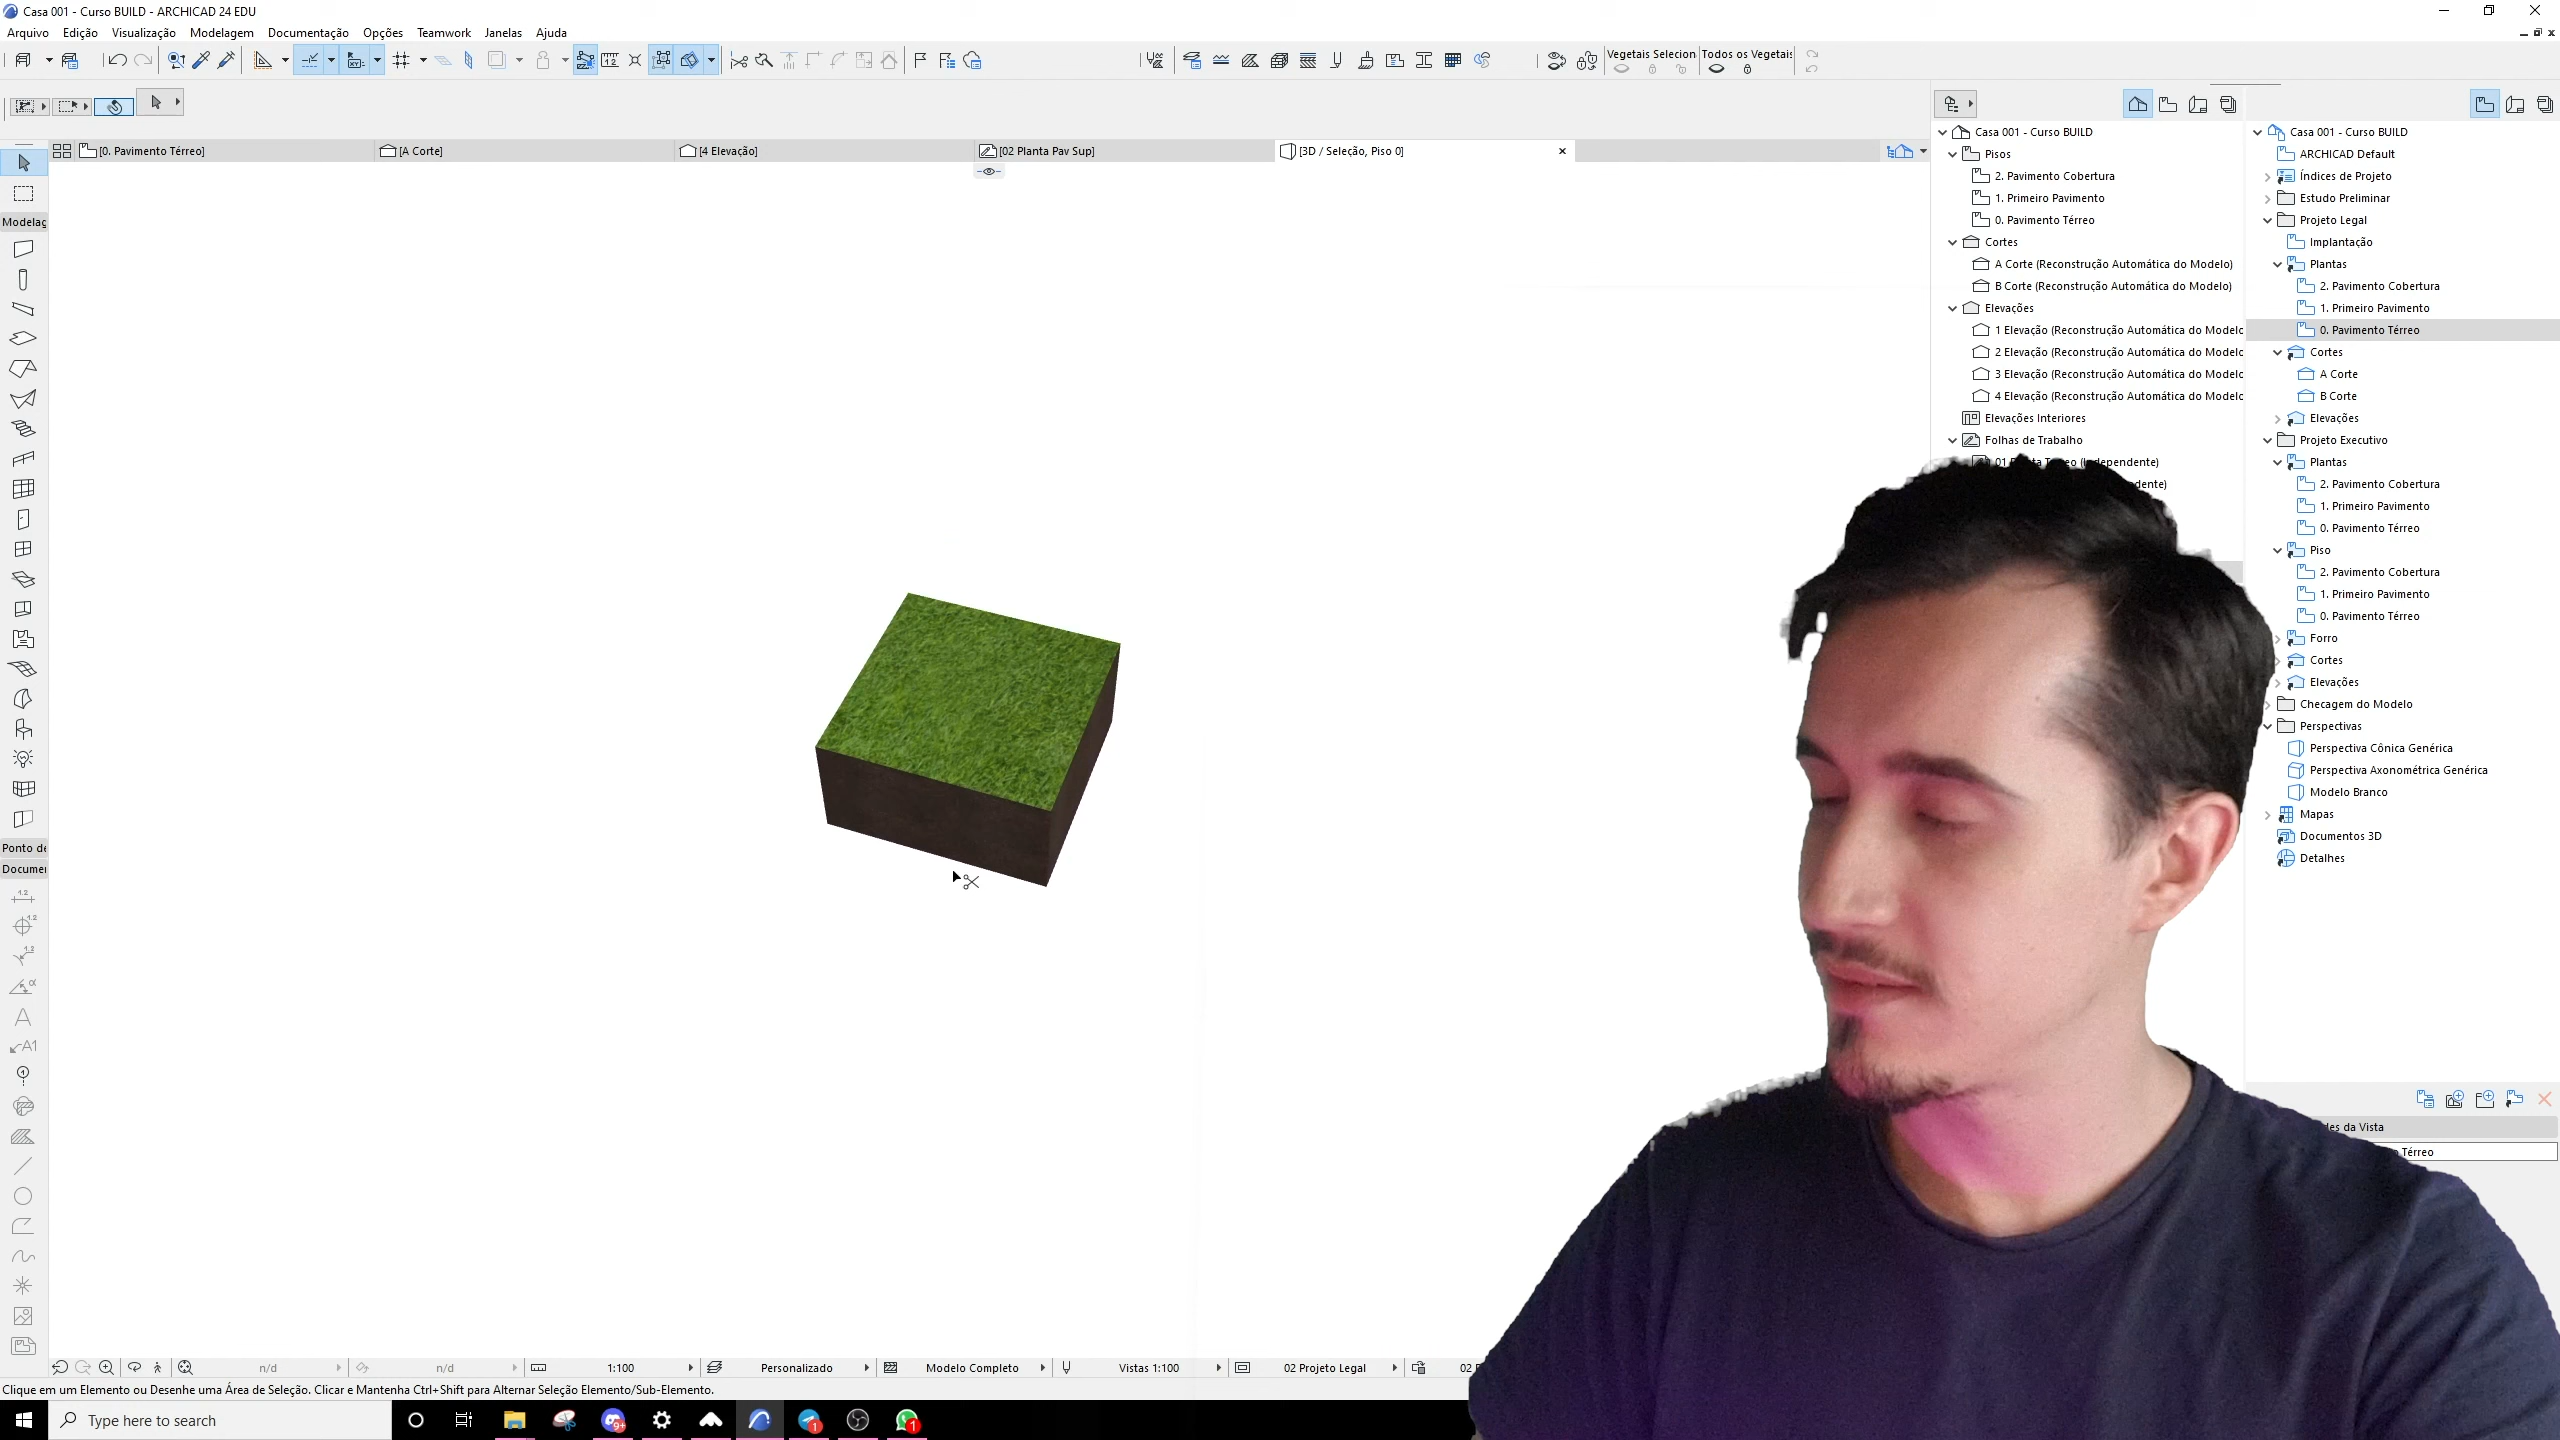 Casa 001 - Curso BUILD - ARCHICAD 24 EDU
Arquivo Edição Visualização Modelagem Documentação Opções Teamwork Janelas Ajuda
Vegetais Selecion Todos os Vegetais
[0. Pavimento Térreo] [A Corte] [4 Elevação] [02 Planta Pav Sup] [3D / Seleção, Piso 0]
Modelaç
Ponto de
Documen
Casa 001 - Curso BUILD
Pisos
2. Pavimento Cobertura
1. Primeiro Pavimento
0. Pavimento Térreo
Cortes
A Corte (Reconstrução Automática do Modelo)
B Corte (Reconstrução Automática do Modelo)
Elevações
1 Elevação (Reconstrução Automática do Modelo
2 Elevação (Reconstrução Automática do Modelo
3 Elevação (Reconstrução Automática do Modelo
4 Elevação (Reconstrução Automática do Modelo
Elevações Interiores
Folhas de Trabalho
Casa 001 - Curso BUILD
ARCHICAD Default
Índices de Projeto
Estudo Preliminar
Projeto Legal
Implantação
Plantas
2. Pavimento Cobertura
1. Primeiro Pavimento
0. Pavimento Térreo
Cortes
A Corte
B Corte
Elevações
Projeto Executivo
Plantas
2. Pavimento Cobertura
1. Primeiro Pavimento
0. Pavimento Térreo
Piso
2. Pavimento Cobertura
1. Primeiro Pavimento
0. Pavimento Térreo
Forro
Cortes
Elevações
Checagem do Modelo
Perspectivas
Perspectiva Cônica Genérica
Perspectiva Axonométrica Genérica
Modelo Branco
Mapas
Documentos 3D
Detalhes
da Vista
Térreo
n/d n/d 1:100 Personalizado Modelo Completo Vistas 1:100 02 Projeto Legal 02
Clique em um Elemento ou Desenhe uma Área de Seleção. Clicar e Mantenha Ctrl+Shift para Alternar Seleção Elemento/Sub-Elemento.
Type here to search